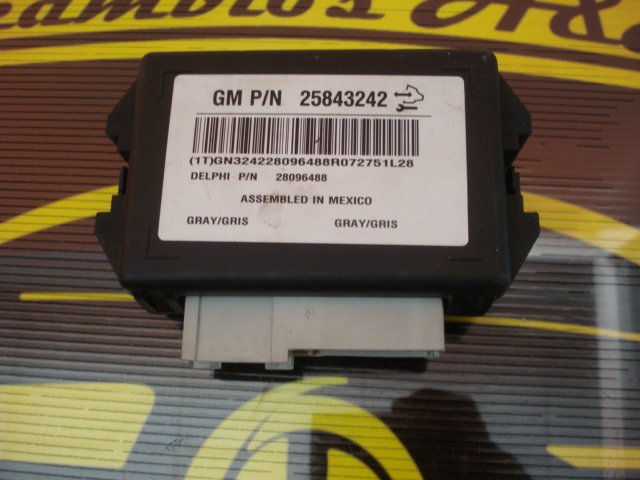 GM P/N 25843242
(1T)GN324228096488R072751L28
DELPHI P/N 28096488
ASSEMBLED IN MEXICO
GRAY/GRIS GRAY/GRIS